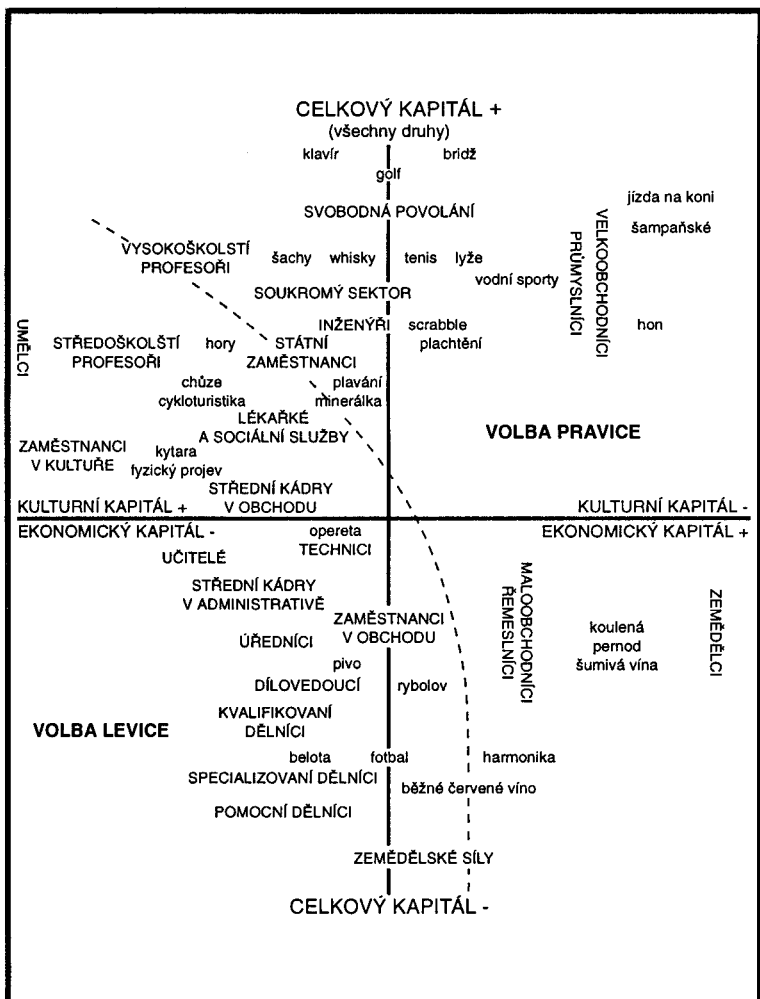 CELKOVÝ KAPITÁL +
(všechny druhy)
klavír bridž
golf
jízda na koni
SVOBODNÁ POVOLÁNÍ
šampaňské
VELKOOBCHODNÍCI
PRŮMYSLNÍCI
VYSOKOŠKOLSTÍ
PROFESOŘI
šachy whisky tenis lyže
vodní sporty
SOUKROMÝ SEKTOR
UMĚLCI
INŽENÝŘI scrabble
hon
STŘEDOŠKOLŠTÍ
PROFESOŘI
hory
STÁTNÍ
ZAMĚSTNANCI
plachtění
chůze
cykloturistika
plavání
minerálka
LÉKAŘKÉ
A SOCIÁLNÍ SLUŽBY
VOLBA PRAVICE
ZAMĚSTNANCI
V KULTUŘE
kytara
fyzický projev
STŘEDNÍ KÁDRY
V OBCHODU
KULTURNÍ KAPITÁL + KULTURNÍ KAPITÁL -
EKONOMICKÝ KAPITÁL - EKONOMICKÝ KAPITÁL +
opereta
TECHNICI
UČITELÉ
STŘEDNÍ KÁDRY
V ADMINISTRATIVĚ
MALOOBCHODNÍCI
ŘEMESLNÍCI
ZEMĚDĚLCI
ZAMĚSTNANCI
V OBCHODU
koulená
pernod
šumivá vína
ÚŘEDNÍCI
pivo
DÍLOVEDOUCÍ rybolov
KVALIFIKOVANÍ
DĚLNÍCI
VOLBA LEVICE
belota fotbal harmonika
SPECIALIZOVANÍ DĚLNÍCI
běžné červené víno
POMOCNÍ DĚLNÍCI
ZEMĚDĚLSKÉ SÍLY
CELKOVÝ KAPITÁL -